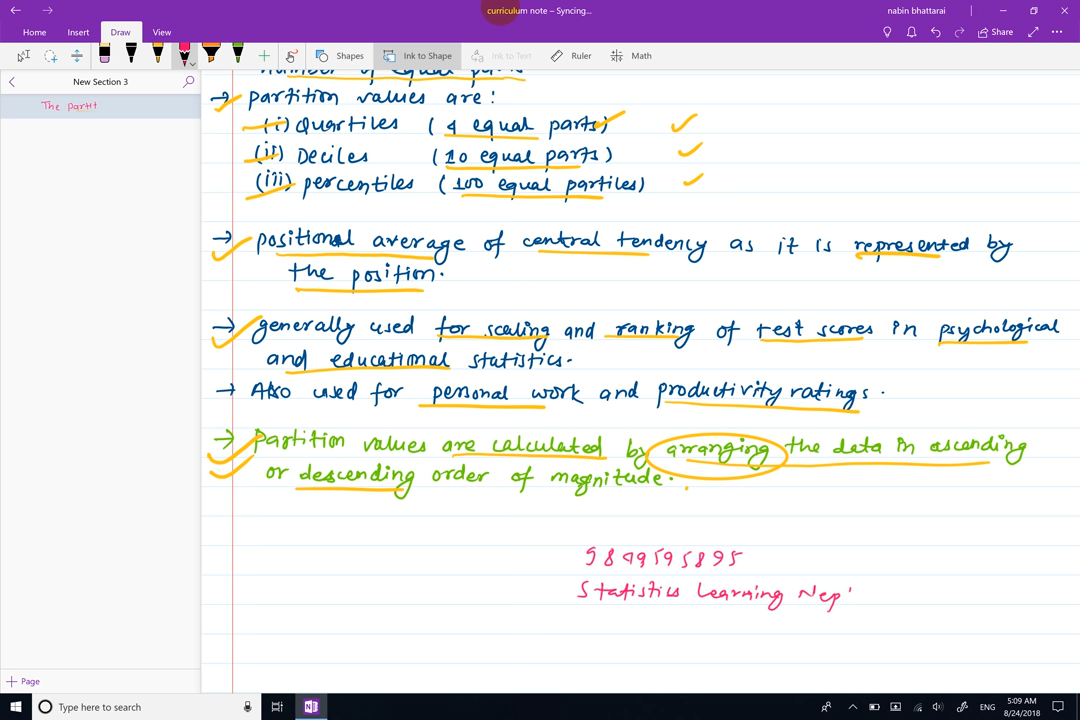 curriculum note – Syncing...
nabin bhattarai
Home Insert Draw View
Share
Shapes Ink to Shape Ink to Text Ruler Math
New Section 3
The partit
number of equal parts
→ partition values are :
(i) Quartiles ( 4 equal parts)
(ii) Deciles (10 equal parts)
(iii) percentiles (100 equal partiles)
→ positional average of central tendency as it is represented by
the position.
→ generally used for scaling and ranking of test scores in psychological
and educational statistics.
→ Also used for personal work and productivity ratings.
→ partition values are calculated by arranging the data in ascending
or descending order of magnitude.
9849595895
Statistics Learning Nep
+ Page
Type here to search
ENG
5:09 AM
8/24/2018